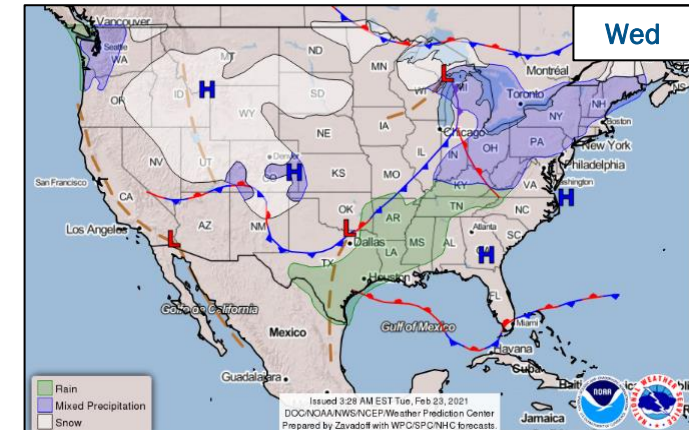 Wed
Vancouver
Seattle
WA
MT
ND
MN
Montréal
OR
ID
H
SD
WI
L
MI
Toronto
NH
WY
IA
NY
Boston
NE
Chicago
PA
New York
NV
UT
Denver
H
IL
IN
OH
Philadelphia
San Francisco
CO
KS
MO
KY
VA
Washington
CA
H
Los Angeles
AZ
NM
OK
AR
TN
NC
L
L
Dallas
MS
AL
Atlanta
SC
TX
LA
GA
H
Houston
FL
Golfo de California
Gulf of Mexico
Miami
Mexico
Havana
Cuba
Guadalajara
Jamaica
Rain
Mixed Precipitation
Snow
Issued 3:28 AM EST Tue, Feb 23, 2021
DOC/NOAA/NWS/NCEP/Weather Prediction Center
Prepared by Zavadoff with WPC/SPC/NHC forecasts.
NOAA